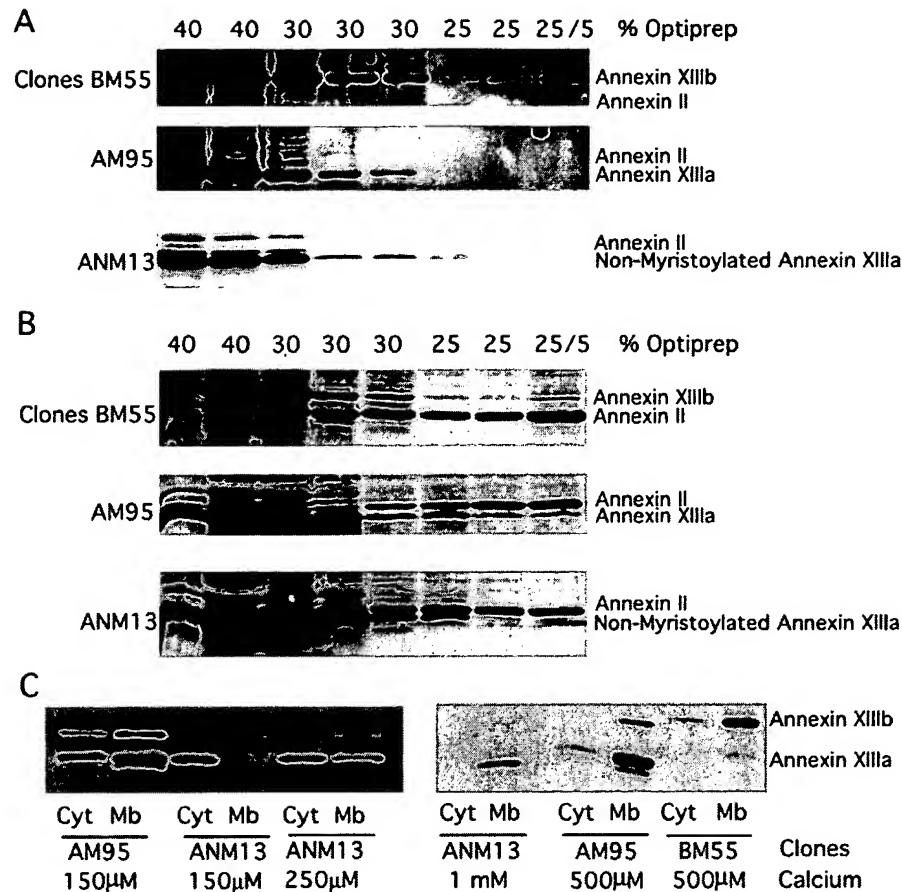 A
40 40 30 30 30 25 25 25/5 % Optiprep
Clones BM55
Annexin XIIIb
Annexin II
AM95
Annexin II
Annexin XIIIa
ANM13
Annexin II
Non-Myristoylated Annexin XIIIa
B
40 40 30 30 30 25 25 25/5 % Optiprep
Clones BM55
Annexin XIIIb
Annexin II
AM95
Annexin II
Annexin XIIIa
ANM13
Annexin II
Non-Myristoylated Annexin XIIIa
C
Annexin XIIIb
Annexin XIIIa
Cyt Mb Cyt Mb Cyt Mb Cyt Mb Cyt Mb Cyt Mb
AM95 ANM13 ANM13 ANM13 AM95 BM55 Clones
150µM 150µM 250µM 1 mM 500µM 500µM Calcium